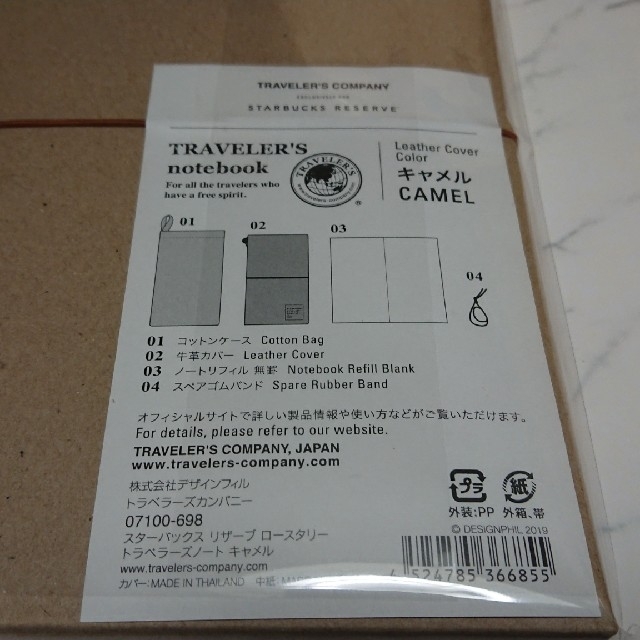 TRAVELER'S COMPANY
EXCLUSIVELY FOR
STARBUCKS RESERVE
TRAVELER'S
notebook
For all the travelers who
have a free spirit.
TRAVELER'S
®
Leather Cover
Color
キャメル
CAMEL
01
02
03
04
01 コットンケース Cotton Bag
02 牛革カバー Leather Cover
03 ノートリフィル 無罫 Notebook Refill Blank
04 スペアゴムバンド Spare Rubber Band
オフィシャルサイトで詳しい製品情報や使い方などがご覧いただけます。
For details, please refer to our website.
TRAVELER'S COMPANY, JAPAN
www.travelers-company.com
株式会社デザインフィル
トラベラーズカンパニー
07100-698
スターバックス リザーブ ロースタリー
トラベラーズノート キャメル
www.travelers-company.com
カバー: MADE IN THAILAND 中紙
プラ
外装:PP
紙
外箱、帯
© DESIGNPHIL 2019
4 524785 366855